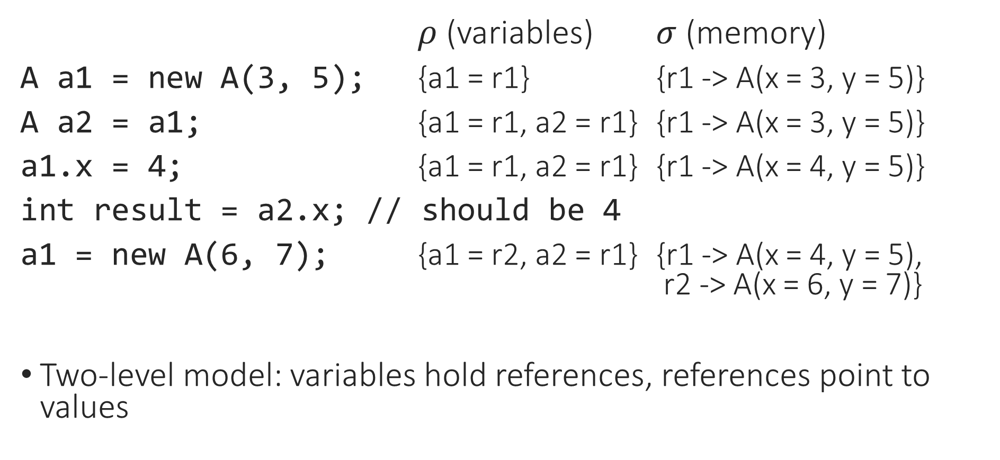 ρ (variables) σ (memory)
A a1 = new A(3, 5); {a1 = r1} {r1 -> A(x = 3, y = 5)}
A a2 = a1; {a1 = r1, a2 = r1} {r1 -> A(x = 3, y = 5)}
a1.x = 4; {a1 = r1, a2 = r1} {r1 -> A(x = 4, y = 5)}
int result = a2.x; // should be 4
a1 = new A(6, 7); {a1 = r2, a2 = r1} {r1 -> A(x = 4, y = 5),
r2 -> A(x = 6, y = 7)}
• Two-level model: variables hold references, references point to
values